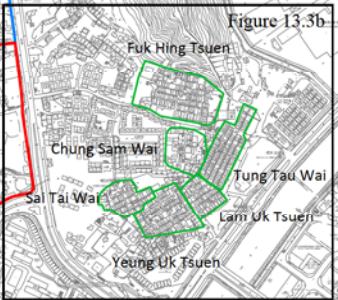 Figure 13.3b
Fuk Hing Tsuen
Chung Sam Wai
Tung Tau Wai
Sai Tai Wai
Lam Uk Tsuen
Yeung Uk Tsuen